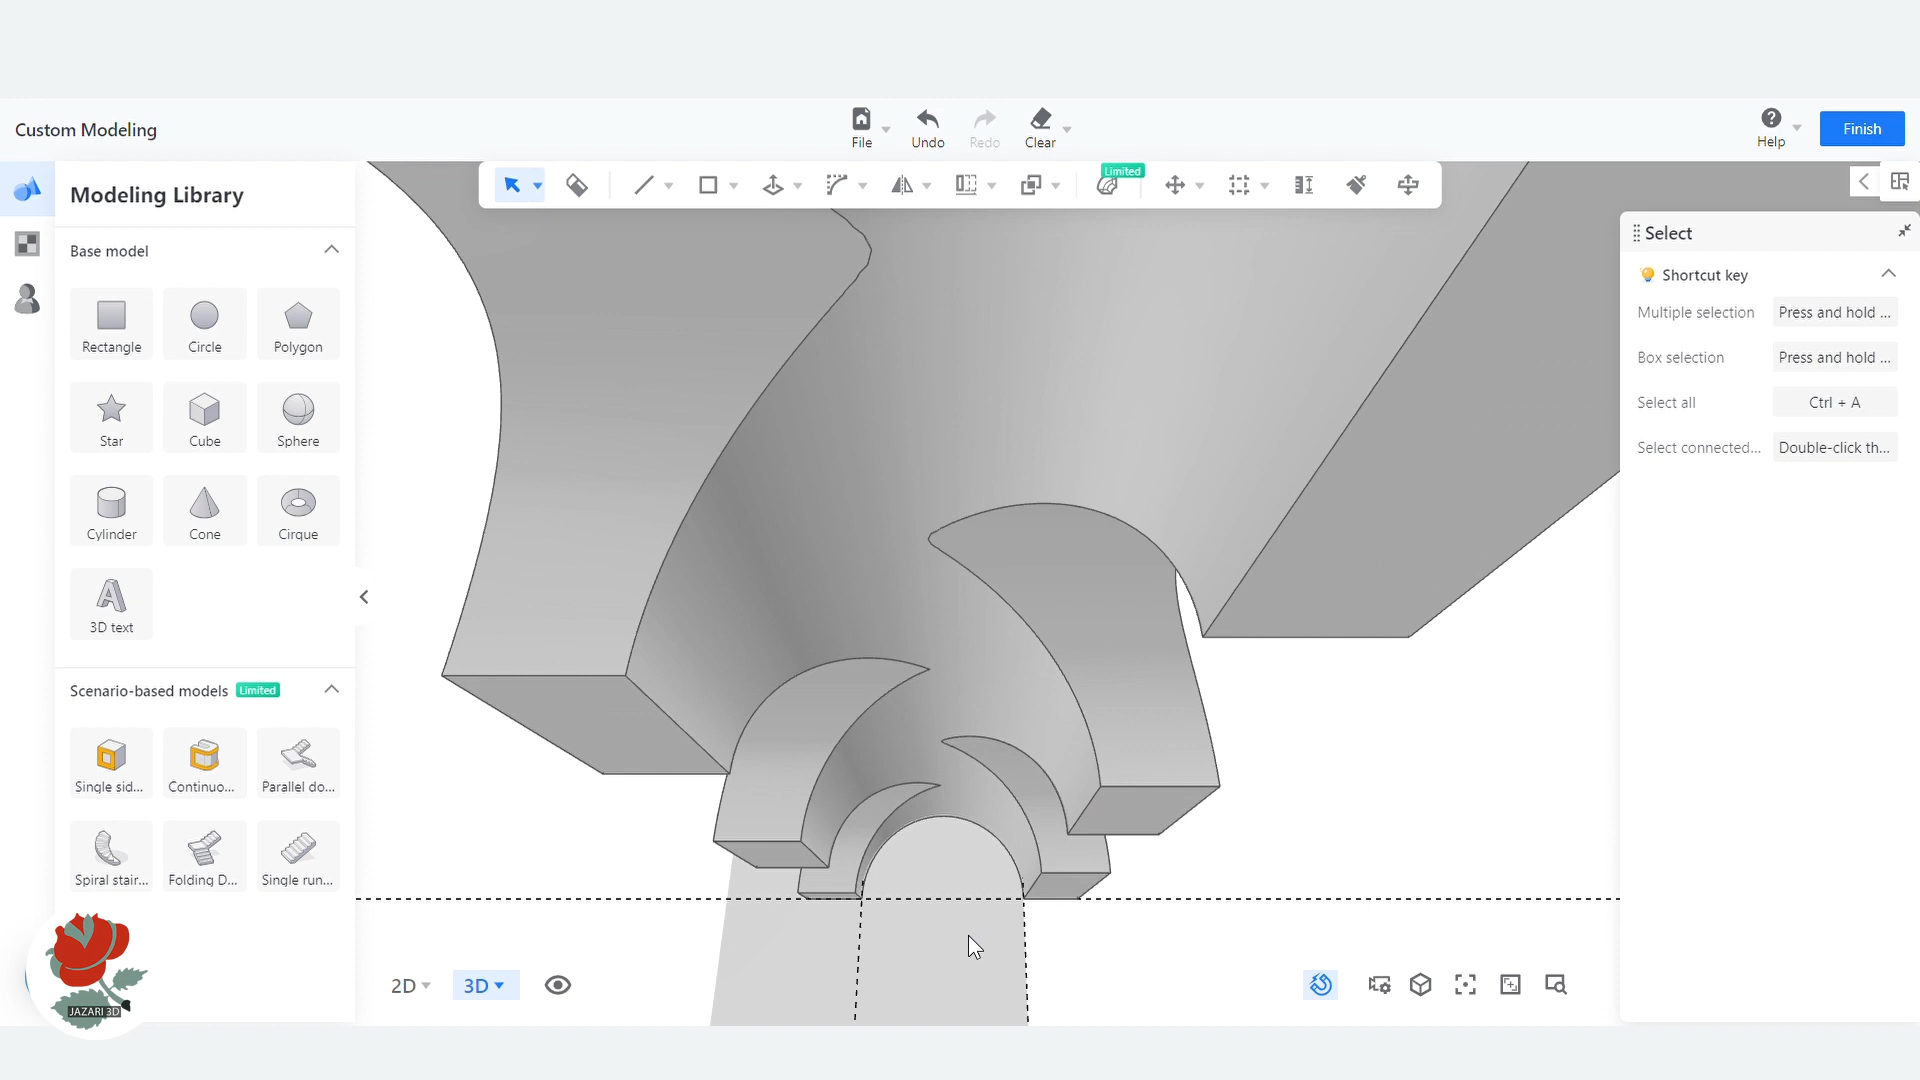 Custom Modeling
File
Undo
Redo
Clear
Help
Finish
Modeling Library
Limited
Select
Base model
Shortcut key
Multiple selection
Press and hold ...
Rectangle
Circle
Polygon
Box selection
Press and hold ...
Select all
Ctrl + A
Star
Cube
Sphere
Select connected...
Double-click th...
Cylinder
Cone
Cirque
3D text
Scenario-based models Limited
Single sid...
Continuo...
Parallel do...
Spiral stair...
Folding D...
Single run...
2D
3D
JAZARI 3D